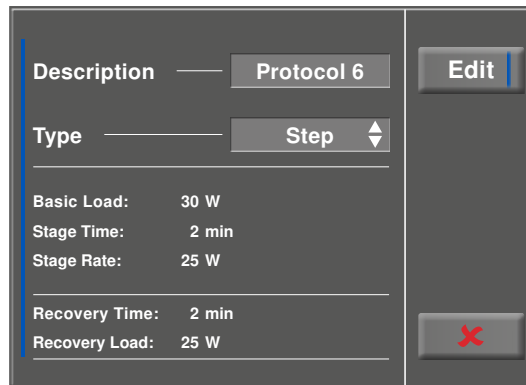 Description Protocol 6 Edit
Type Step
Basic Load: 30 W
Stage Time: 2 min
Stage Rate: 25 W
Recovery Time: 2 min
Recovery Load: 25 W